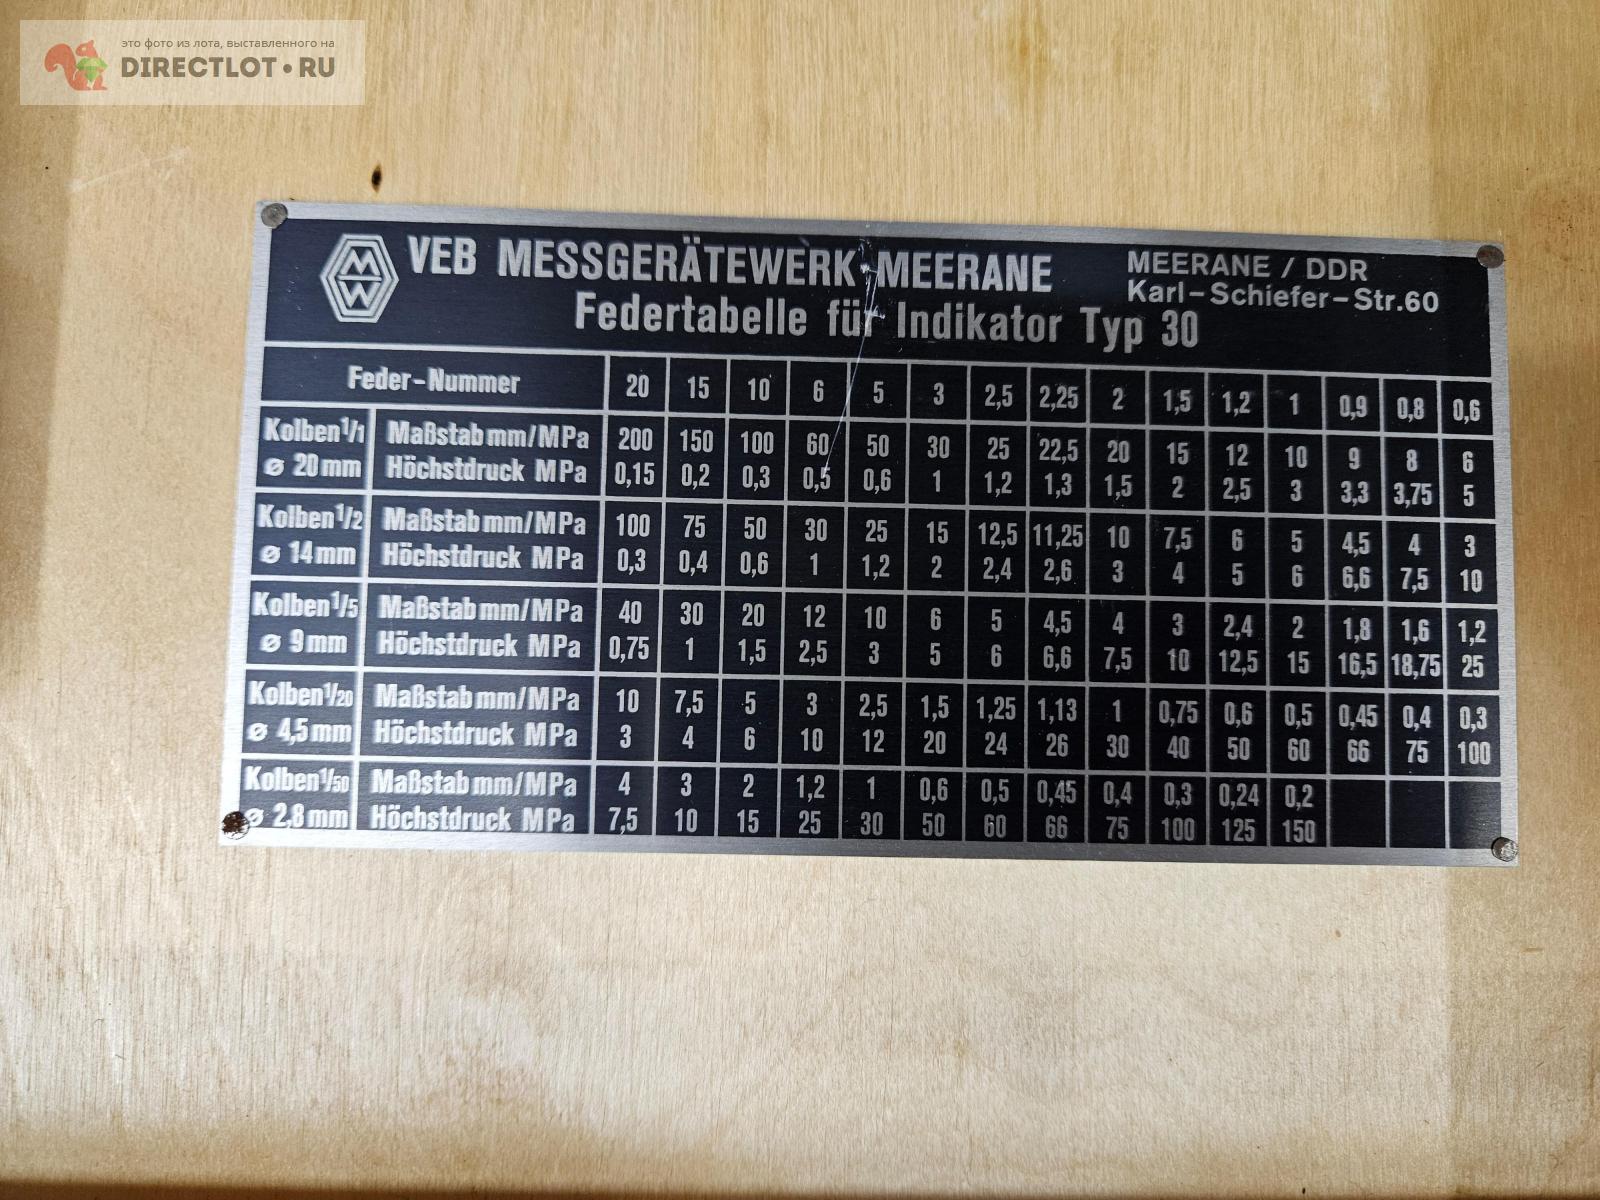 это фото из лота, выставленного на
DIRECTLOT•RU
MW
VEB MESSGERÄTEWERK MEERANE
MEERANE / DDR
Karl-Schiefer-Str.60
Federtabelle für Indikator Typ 30
Feder-Nummer 20 15 10 6 5 3 2,5 2,25 2 1,5 1,2 1 0,9 0,8 0,6
Kolben 1/1 Maßstab mm/MPa 200 150 100 60 50 30 25 22,5 20 15 12 10 9 8 6
ø 20mm Höchstdruck MPa 0,15 0,2 0,3 0,5 0,6 1 1,2 1,3 1,5 2 2,5 3 3,3 3,75 5
Kolben 1/2 Maßstab mm/MPa 100 75 50 30 25 15 12,5 11,25 10 7,5 6 5 4,5 4 3
ø 14mm Höchstdruck MPa 0,3 0,4 0,6 1 1,2 2 2,4 2,6 3 4 5 6 6,6 7,5 10
Kolben 1/5 Maßstab mm/MPa 40 30 20 12 10 6 5 4,5 4 3 2,4 2 1,8 1,6 1,2
ø 9mm Höchstdruck MPa 0,75 1 1,5 2,5 3 5 6 6,6 7,5 10 12,5 15 16,5 18,75 25
Kolben 1/20 Maßstab mm/MPa 10 7,5 5 3 2,5 1,5 1,25 1,13 1 0,75 0,6 0,5 0,45 0,4 0,3
ø 4,5mm Höchstdruck MPa 3 4 6 10 12 20 24 26 30 40 50 60 66 75 100
Kolben 1/50 Maßstab mm/MPa 4 3 2 1,2 1 0,6 0,5 0,45 0,4 0,3 0,24 0,2
ø 2,8mm Höchstdruck MPa 7,5 10 15 25 30 50 60 66 75 100 125 150